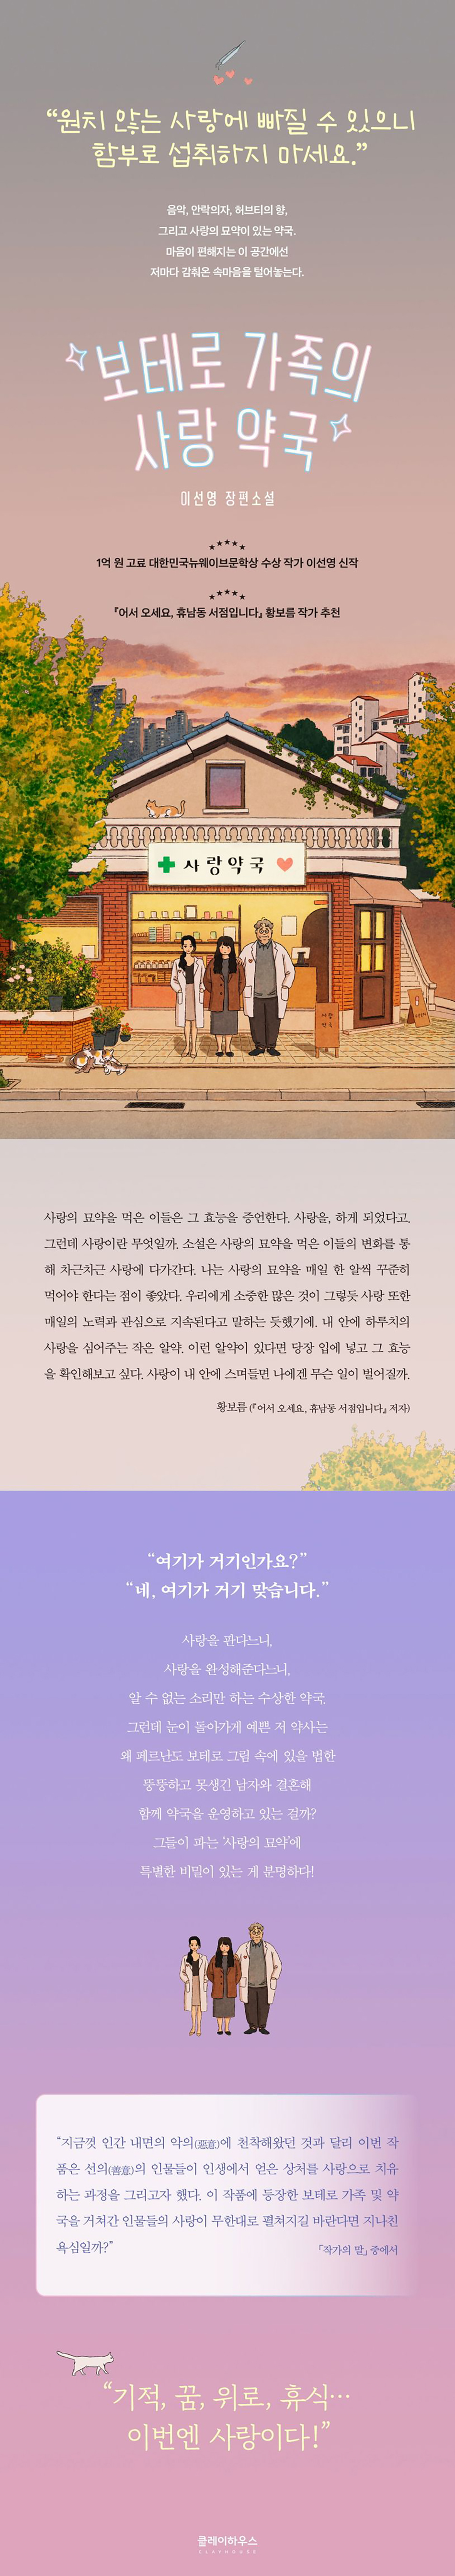 “원치 않는 사랑에 빠질 수 있으니
함부로 섭취하지 마세요.”
음악, 안락의자, 허브티의 향,
그리고 사랑의 묘약이 있는 약국.
마음이 편해지는 이 공간에선
저마다 감춰온 속마음을 털어놓는다.
보테로 가족의
사랑 약국
이선영 장편소설
1억 원 고료 대한민국뉴웨이브문학상 수상 작가 이선영 신작
『어서 오세요, 휴남동 서점입니다』 황보름 작가 추천
사랑약국
사랑의 묘약을 먹은 이들은 그 효능을 증언한다. 사랑을, 하게 되었다고.
그런데 사랑이란 무엇일까. 소설은 사랑의 묘약을 먹은 이들의 변화를 통
해 차근차근 사랑에 다가간다. 나는 사랑의 묘약을 매일 한 알씩 꾸준히
먹어야 한다는 점이 좋았다. 우리에게 소중한 많은 것이 그렇듯 사랑 또한
매일의 노력과 관심으로 지속된다고 말하는 듯했기에. 내 안에 하루치의
사랑을 심어주는 작은 알약. 이런 알약이 있다면 당장 입에 넣고 그 효능
을 확인해보고 싶다. 사랑이 내 안에 스며들면 나에겐 무슨 일이 벌어질까.
황보름 (『어서 오세요, 휴남동 서점입니다』 저자)
“여기가 거기인가요?”
“네, 여기가 거기 맞습니다.”
사랑을 판다느니,
사랑을 완성해준다느니,
알 수 없는 소리만 하는 수상한 약국.
그런데 눈이 돌아가게 예쁜 저 약사는
왜 페르난도 보테로 그림 속에 있을 법한
뚱뚱하고 못생긴 남자와 결혼해
함께 약국을 운영하고 있는 걸까?
그들이 파는 ‘사랑의 묘약’에
특별한 비밀이 있는 게 분명하다!
“지금껏 인간 내면의 악의(惡意)에 천착해왔던 것과 달리 이번 작
품은 선의(善意)의 인물들이 인생에서 얻은 상처를 사랑으로 치유
하는 과정을 그리고자 했다. 이 작품에 등장한 보테로 가족 및 약
국을 거쳐간 인물들의 사랑이 무한대로 펼쳐지길 바란다면 지나친
욕심일까?”
「작가의 말」 중에서
“기적, 꿈, 위로, 휴식…
이번엔 사랑이다!”
클레이하우스
CLAYHOUSE